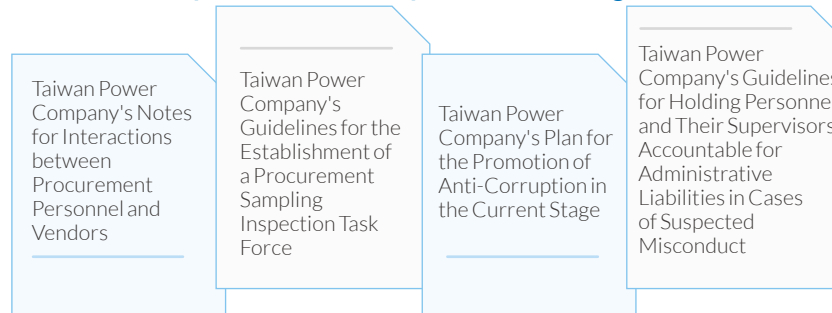 Taiwan Power
Company's Notes
for Interactions
between
Procurement
Personnel and
Vendors
Taiwan Power
Company's
Guidelines for the
Establishment of
a Procurement
Sampling
Inspection Task
Force
Taiwan Power
Company's Plan for
the Promotion of
Anti-Corruption in
the Current Stage
Taiwan Power
Company's Guidelines
for Holding Personne
and Their Supervisors
Accountable for
Administrative
Liabilities in Cases
of Suspected
Misconduct